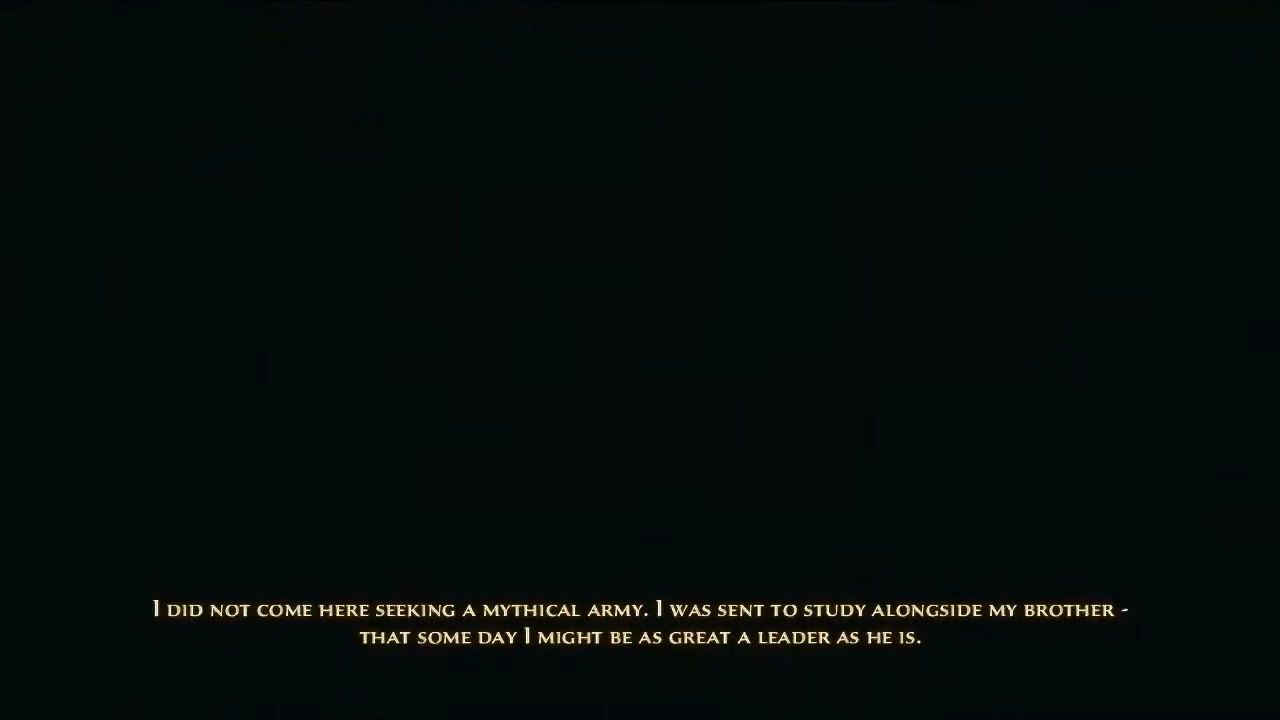 I did not come here seeking a mythical army. I was sent to study alongside my brother -
that some day I might be as great a leader as he is.